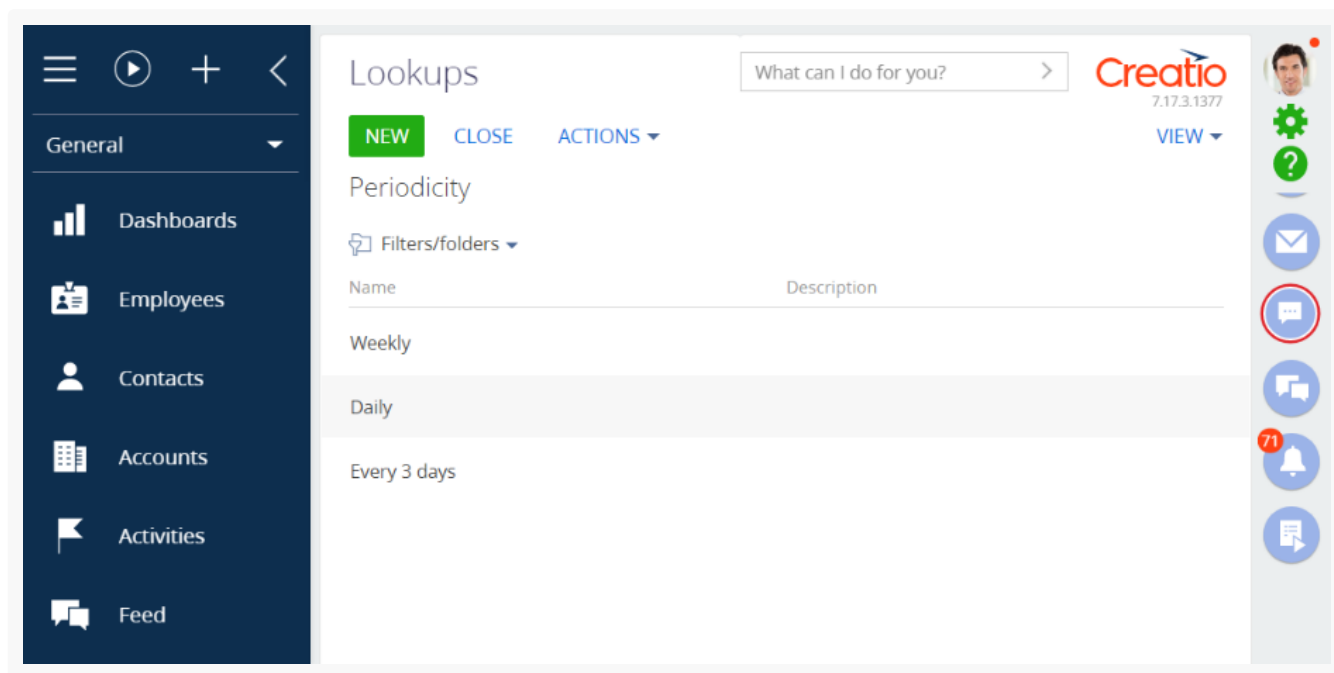 General
Dashboards
Employees
Contacts
Accounts
Activities
Feed
Lookups
What can I do for you?
Creatio
7.17.3.1377
NEW CLOSE ACTIONS VIEW
Periodicity
Filters/folders
Name Description
Weekly
Daily
Every 3 days
?
71